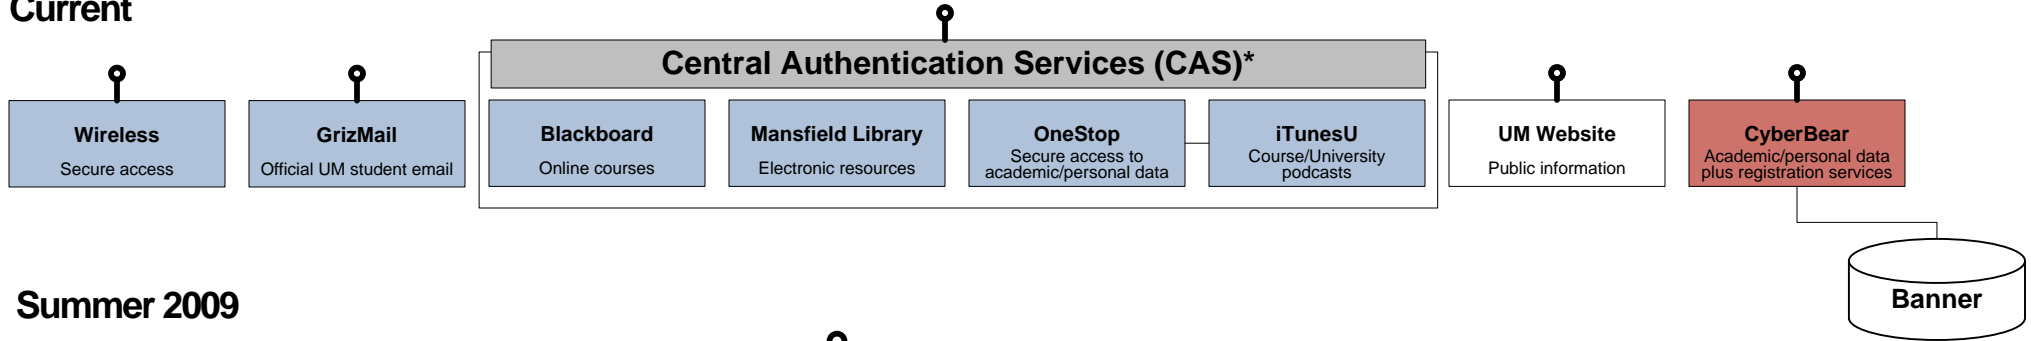 Current
Central Authentication Services (CAS)*
Wireless
Secure access
GrizMail
Official UM student email
Blackboard
Online courses
Mansfield Library
Electronic resources
OneStop
Secure access to
academic/personal data
iTunesU
Course/University
podcasts
UM Website
Public information
CyberBear
Academic/personal data
plus registration services
Banner
Summer 2009